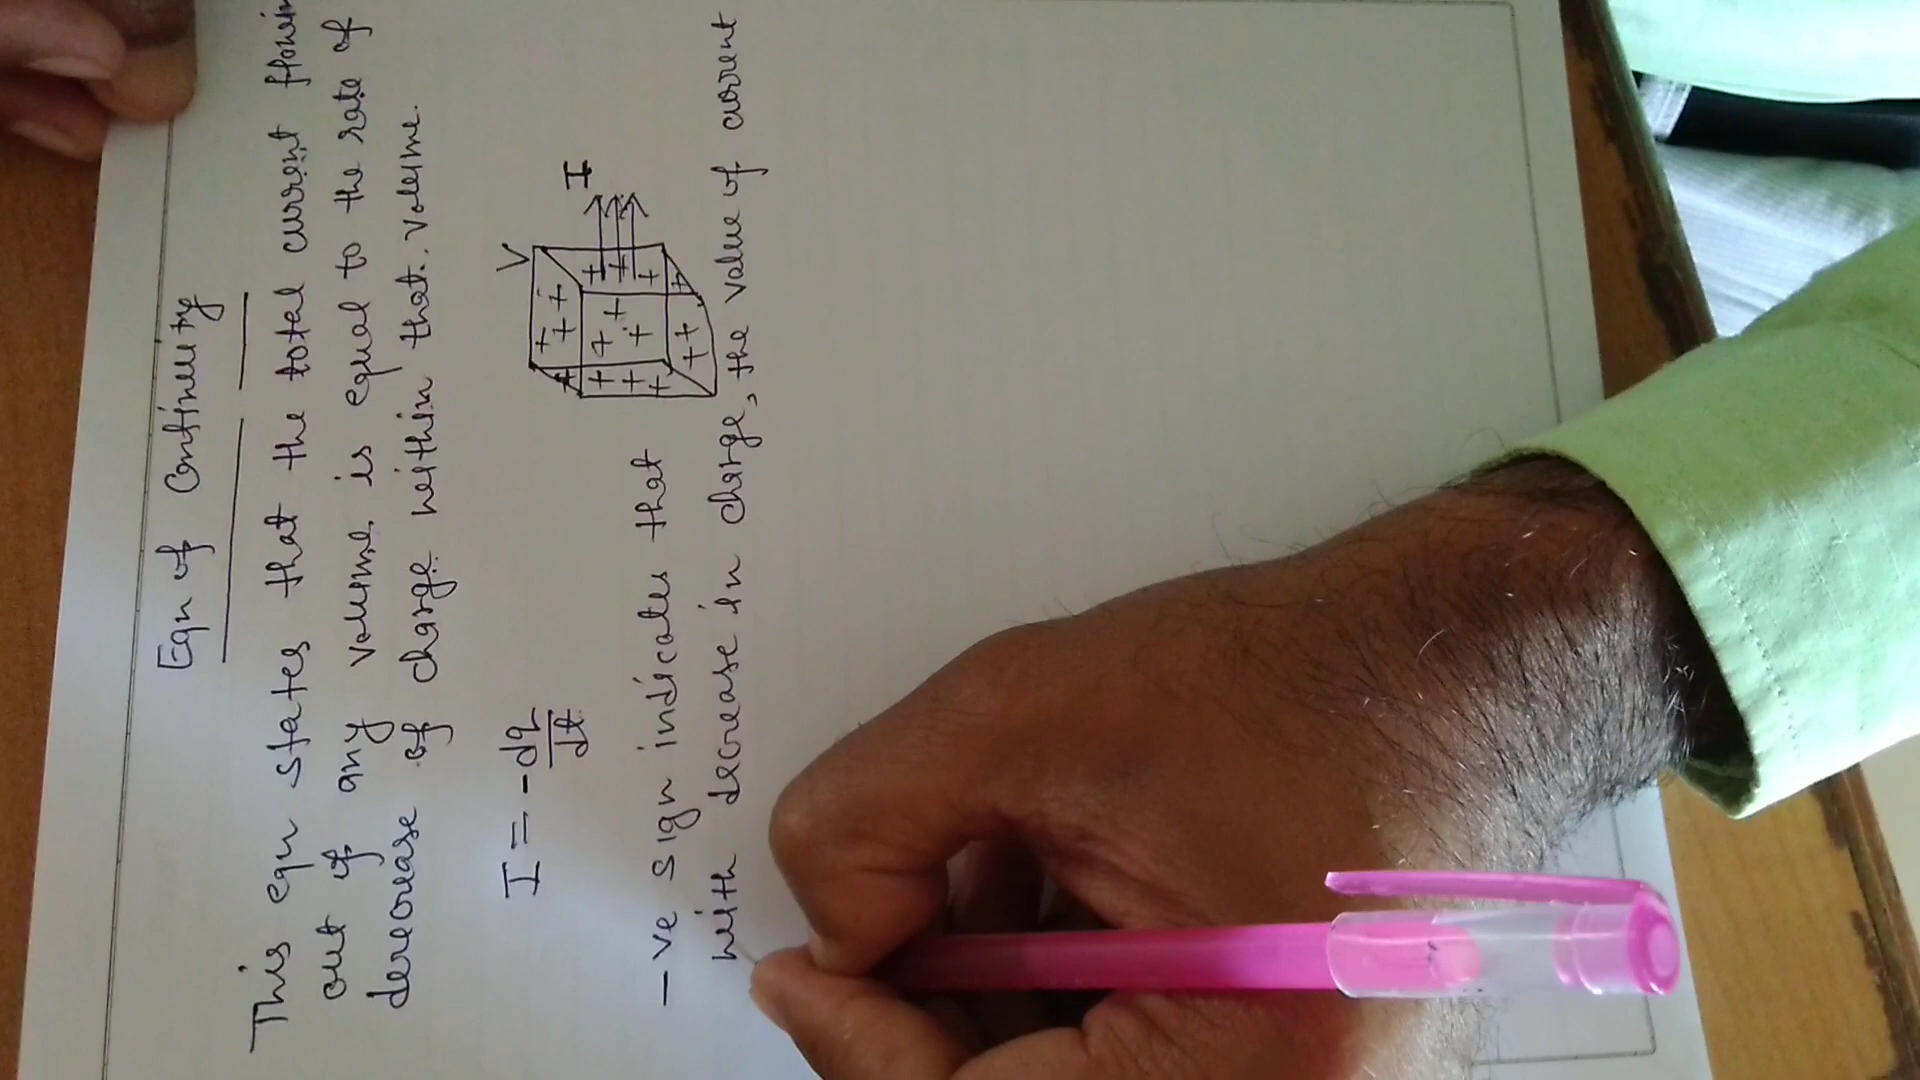 Eqn of Continuity
This eqn states that the total current flowin
out of any volume is equal to the rate of
decrease of charge within that volume.
I = -dq/dt
V
I
-ve sign indicates that
with decrease in charge, the value of current